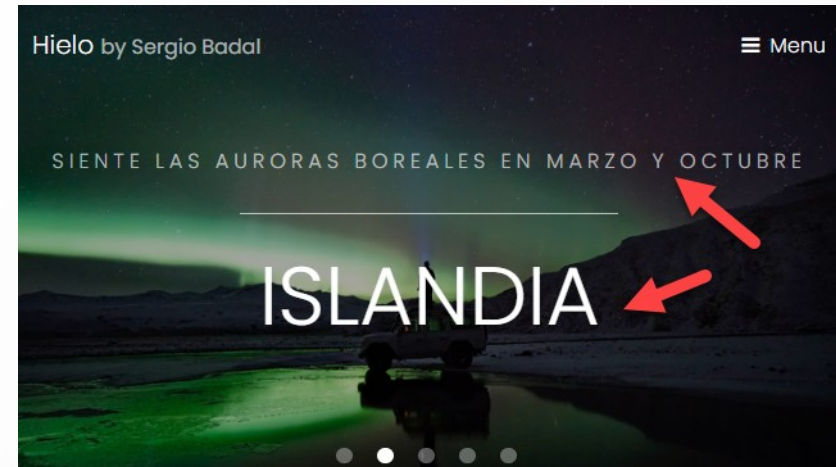 Hielo by Sergio Badal
Menu
SIENTE LAS AURORAS BOREALES EN MARZO Y OCTUBRE
ISLANDIA